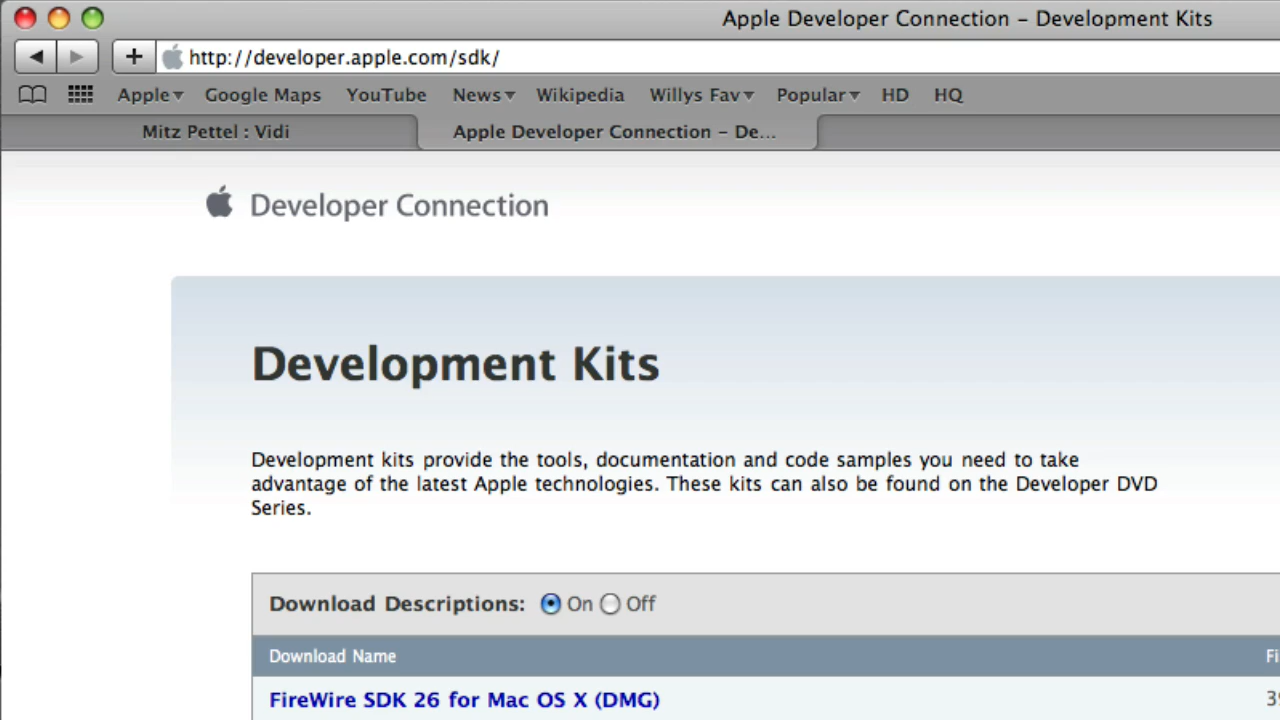 Apple Developer Connection – Development Kits
http://developer.apple.com/sdk/
Apple Google Maps YouTube News Wikipedia Willys Fav Popular HD HQ
Mitz Pettel : Vidi Apple Developer Connection – De...
Developer Connection
Development Kits
Development kits provide the tools, documentation and code samples you need to take
advantage of the latest Apple technologies. These kits can also be found on the Developer DVD
Series.
Download Descriptions: On Off
Download Name
FireWire SDK 26 for Mac OS X (DMG)